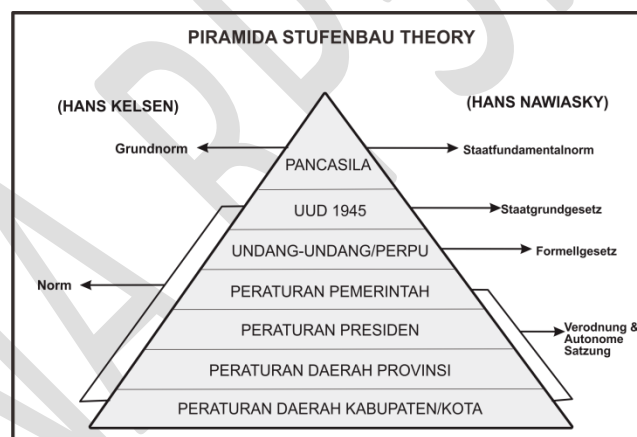 PIRAMIDA STUFENBAU THEORY
(HANS KELSEN)
(HANS NAWIASKY)
Grundnorm
Staatfundamentalnorm
PANCASILA
UUD 1945
Staatgrundgesetz
UNDANG-UNDANG/PERPU
Formellgesetz
Norm
PERATURAN PEMERINTAH
PERATURAN PRESIDEN
Verodnung &
Autonome
Satzung
PERATURAN DAERAH PROVINSI
PERATURAN DAERAH KABUPATEN/KOTA